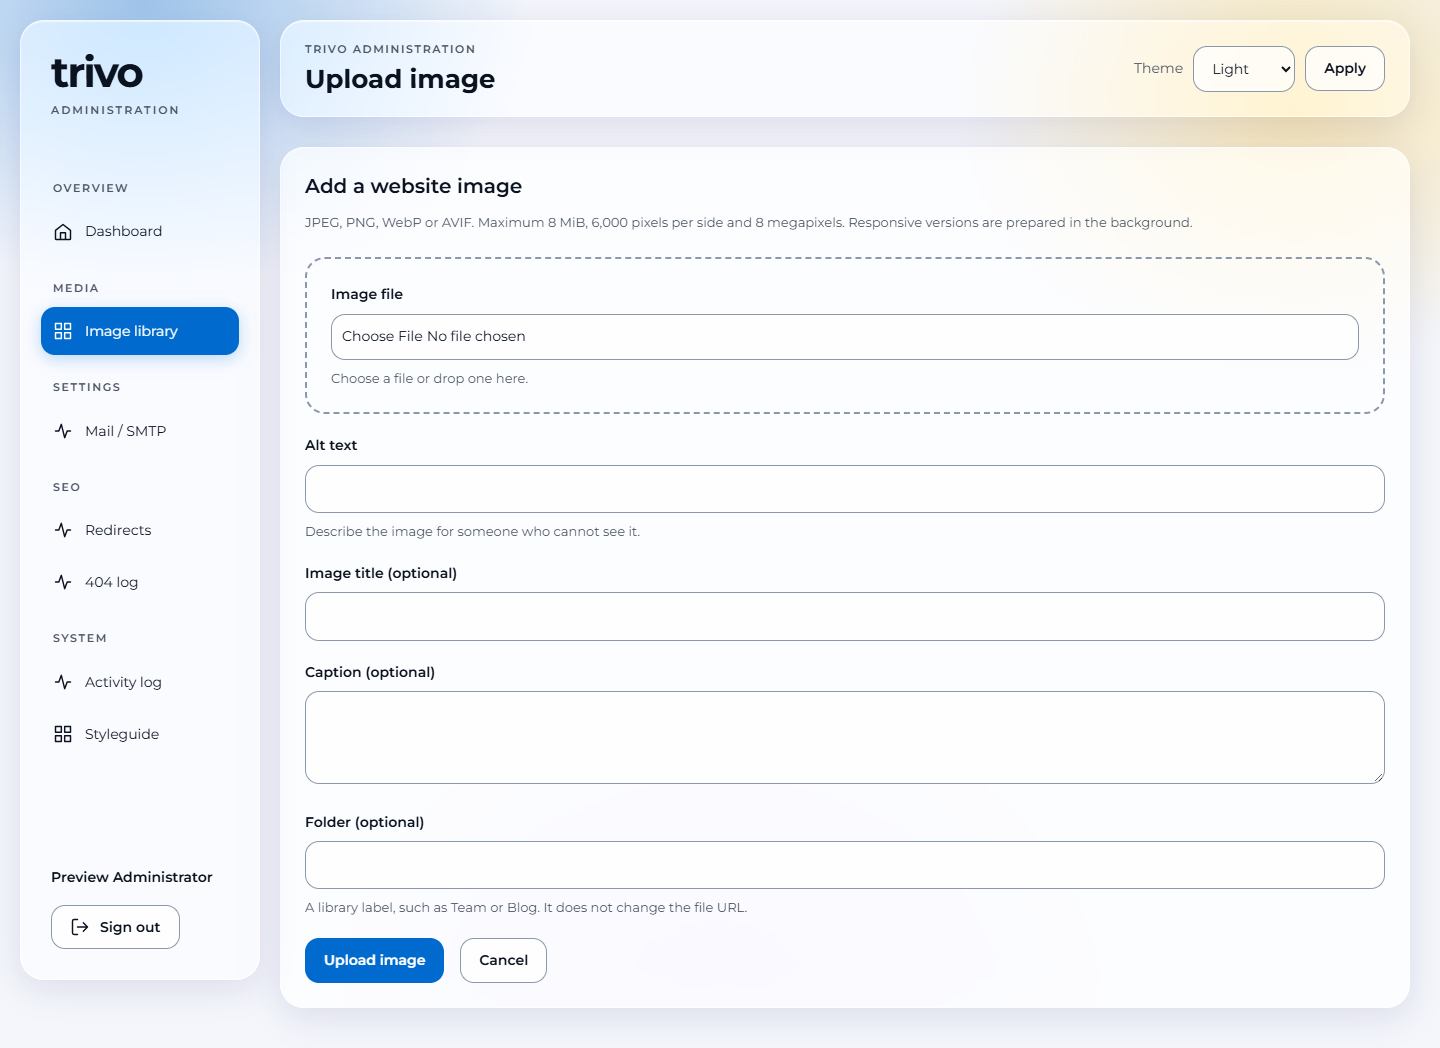 trivo
ADMINISTRATION
OVERVIEW
Dashboard
MEDIA
Image library
SETTINGS
Mail / SMTP
SEO
Redirects
404 log
SYSTEM
Activity log
Styleguide
Preview Administrator
Sign out
TRIVO ADMINISTRATION
Upload image
Theme
Light
Apply
Add a website image
JPEG, PNG, WebP or AVIF. Maximum 8 MiB, 6,000 pixels per side and 8 megapixels. Responsive versions are prepared in the background.
Image file
Choose File No file chosen
Choose a file or drop one here.
Alt text
Describe the image for someone who cannot see it.
Image title (optional)
Caption (optional)
Folder (optional)
A library label, such as Team or Blog. It does not change the file URL.
Upload image
Cancel